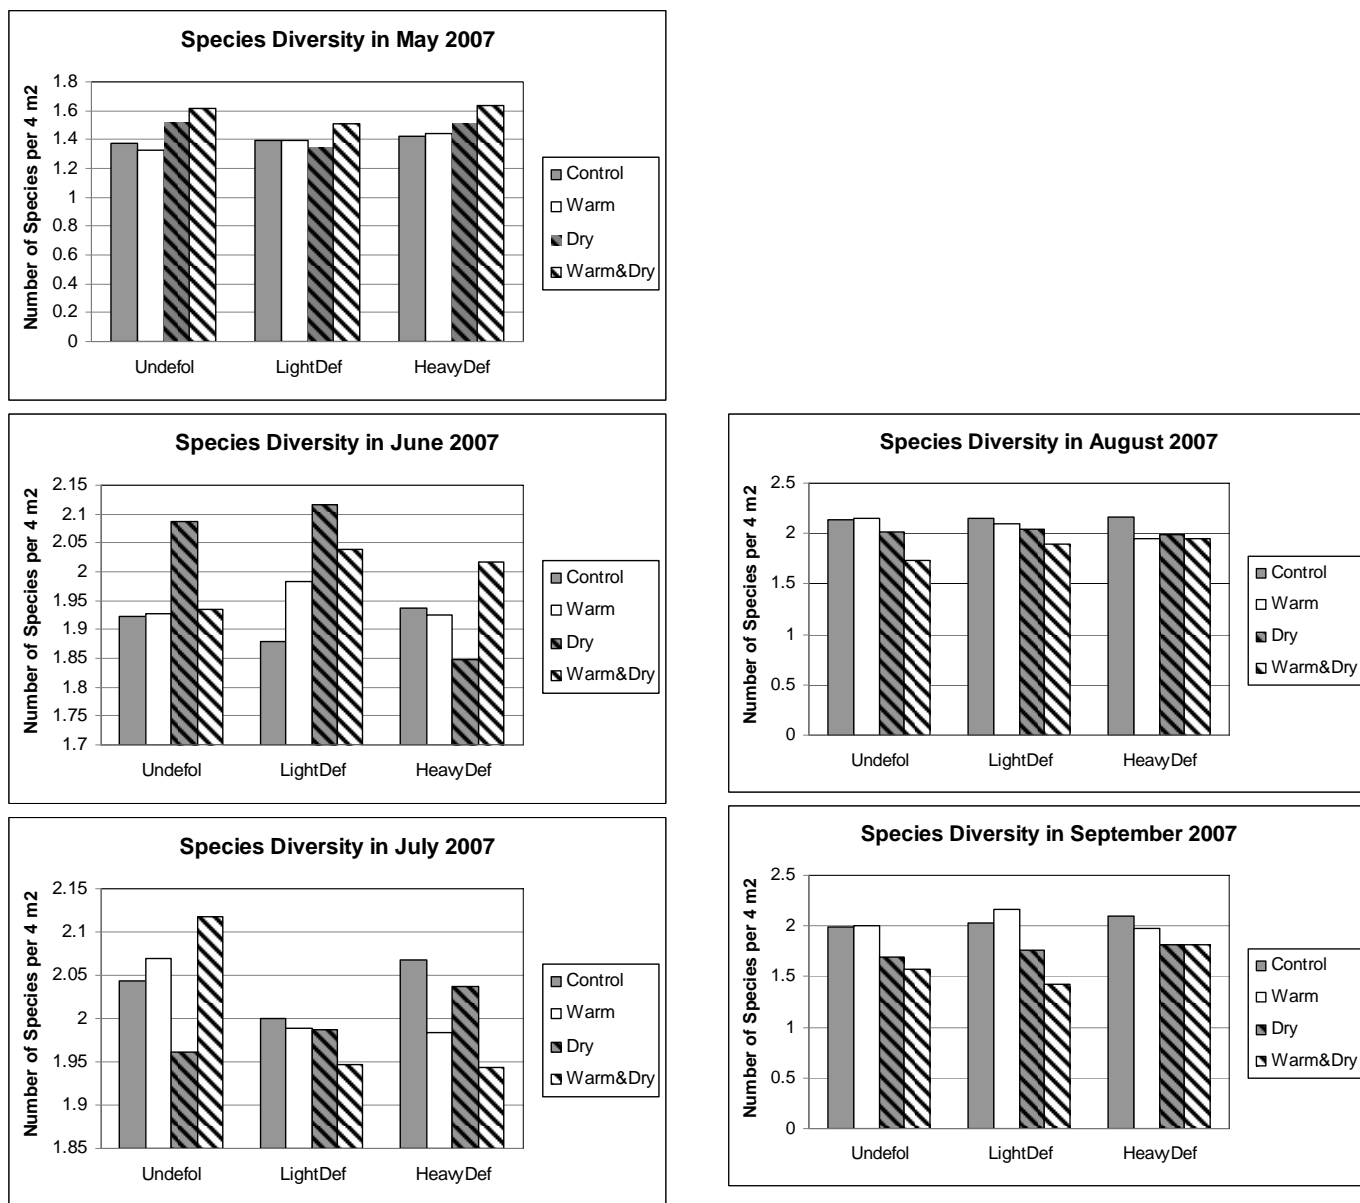 Species Diversity in May 2007
Number of Species per 4 m2
1.8
1.6
1.4
1.2
1
0.8
0.6
0.4
0.2
0
Undefol LightDef HeavyDef
Control
Warm
Dry
Warm&Dry
Species Diversity in June 2007
Number of Species per 4 m2
2.15
2.1
2.05
2
1.95
1.9
1.85
1.8
1.75
1.7
Undefol LightDef HeavyDef
Control
Warm
Dry
Warm&Dry
Species Diversity in July 2007
Number of Species per 4 m2
2.15
2.1
2.05
2
1.95
1.9
1.85
Undefol LightDef HeavyDef
Control
Warm
Dry
Warm&Dry
Species Diversity in August 2007
Number of Species per 4 m2
2.5
2
1.5
1
0.5
0
Undefol LightDef HeavyDef
Control
Warm
Dry
Warm&Dry
Species Diversity in September 2007
Number of Species per 4 m2
2.5
2
1.5
1
0.5
0
Undefol LightDef HeavyDef
Control
Warm
Dry
Warm&Dry